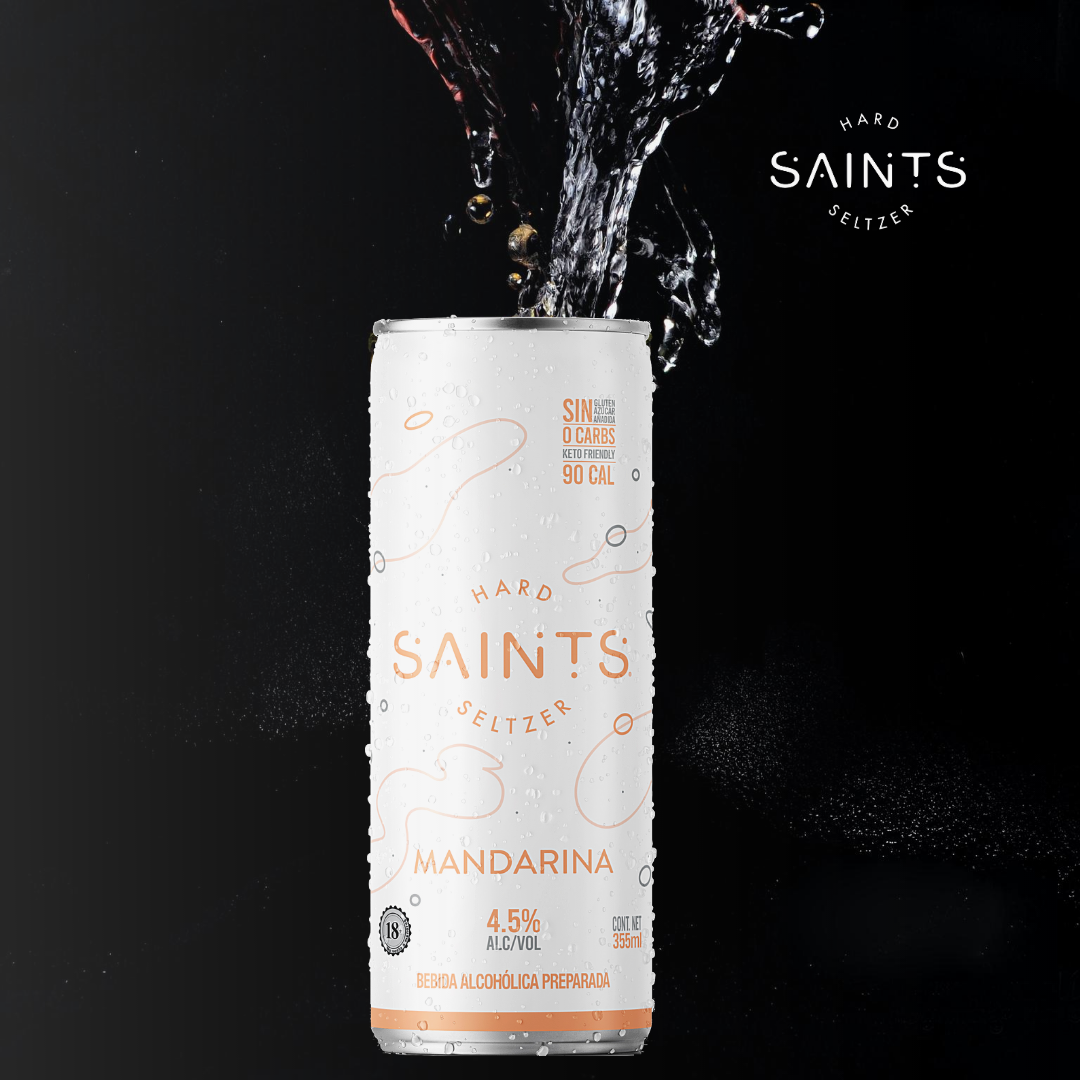 HARD
SAINTS
SELTZER
SIN GLUTEN
AZÚCAR
AÑADIDA
0 CARBS
KETO FRIENDLY
90 CAL
HARD
SAINTS
SELTZER
MANDARINA
18+
4.5%
ALC/VOL
CONT. NET
355ml
BEBIDA ALCOHÓLICA PREPARADA